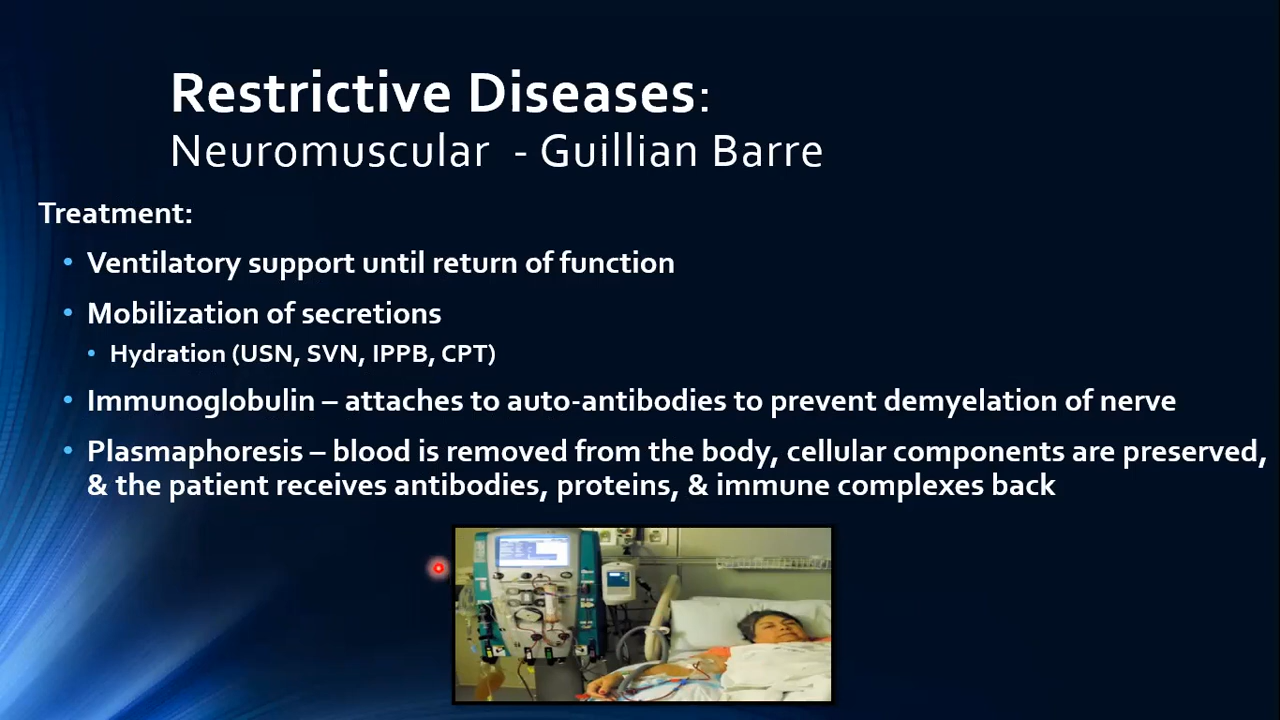 Restrictive Diseases:
Neuromuscular - Guillian Barre
Treatment:
• Ventilatory support until return of function
• Mobilization of secretions
• Hydration (USN, SVN, IPPB, CPT)
• Immunoglobulin – attaches to auto-antibodies to prevent demyelation of nerve
• Plasmaphoresis – blood is removed from the body, cellular components are preserved,
& the patient receives antibodies, proteins, & immune complexes back